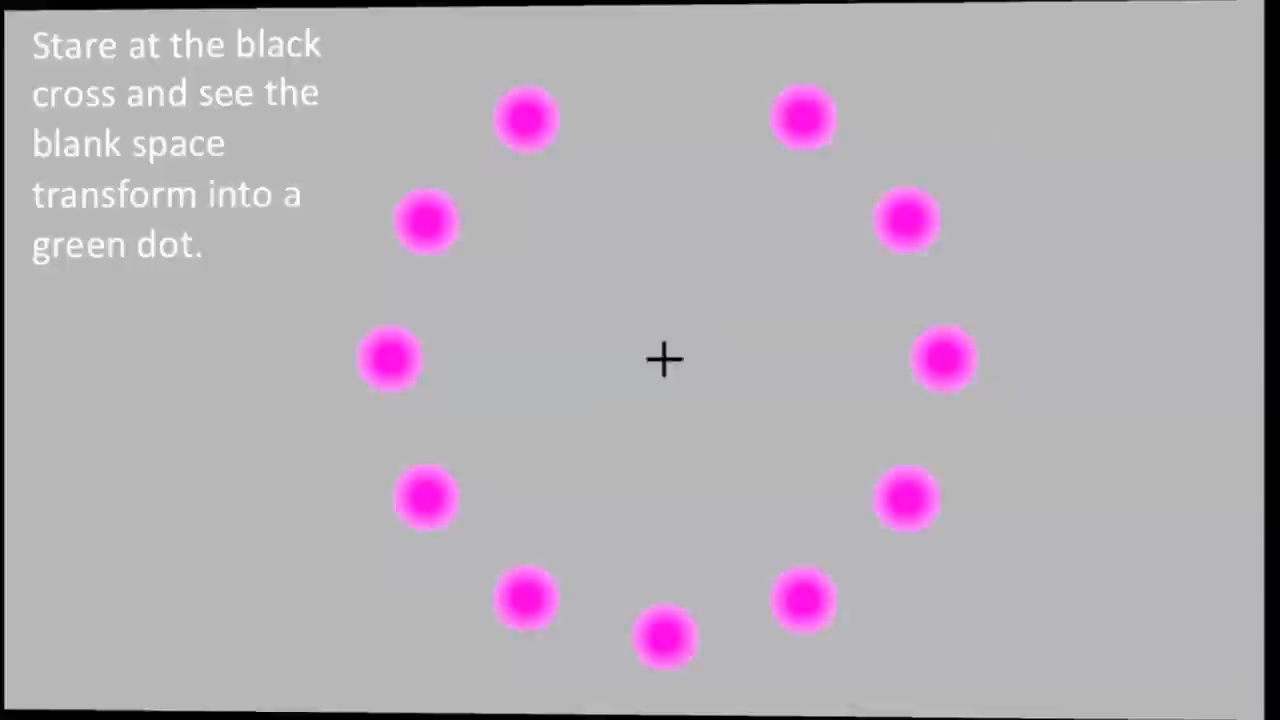 Stare at the black
cross and see the
blank space
transform into a
green dot.